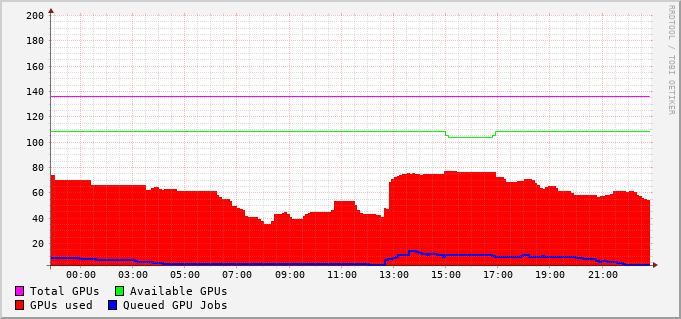 200
180
160
140
120
100
80
60
40
20
00:00 03:00 05:00 07:00 09:00 11:00 13:00 15:00 17:00 19:00 21:00
Total GPUs Available GPUs
GPUs used Queued GPU Jobs
RRDTOOL / TOBI OETIKER